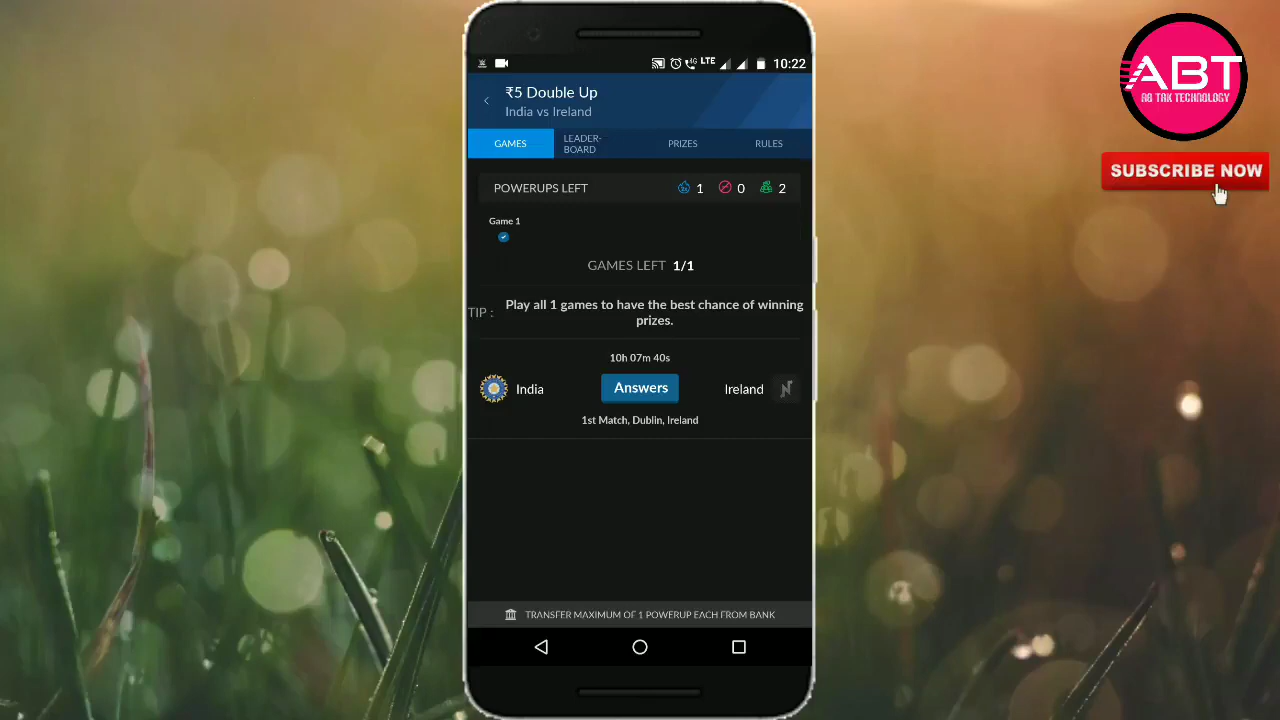 ABT
AB TAK TECHNOLOGY
SUBSCRIBE NOW
LTE 10:22
₹5 Double Up
India vs Ireland
GAMES
LEADER-
BOARD
PRIZES
RULES
POWERUPS LEFT 1 0 2
Game 1
GAMES LEFT 1/1
TIP : Play all 1 games to have the best chance of winning
prizes.
10h 07m 40s
India Answers Ireland
1st Match, Dublin, Ireland
TRANSFER MAXIMUM OF 1 POWERUP EACH FROM BANK